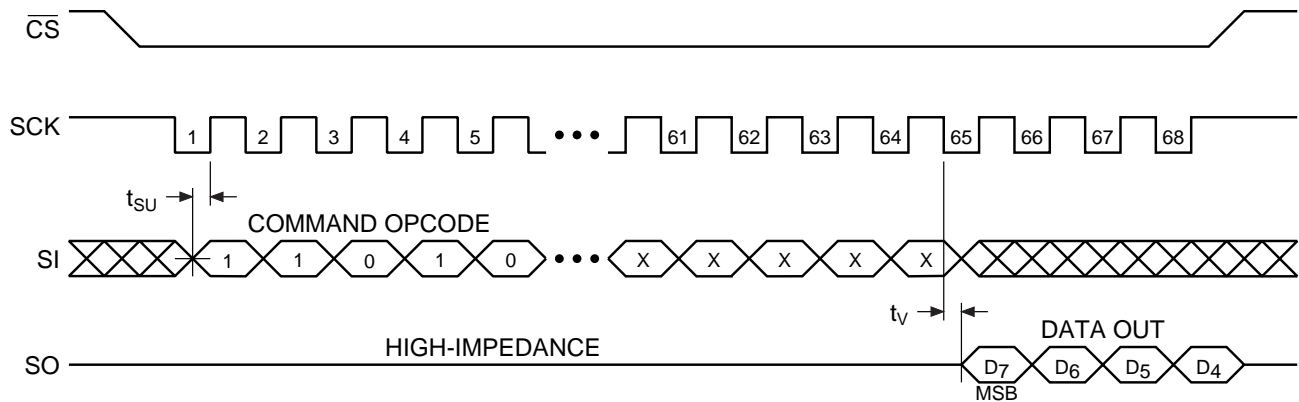 CS
SCK 1 2 3 4 5 ••• 61 62 63 64 65 66 67 68
tSU
COMMAND OPCODE
SI 1 1 0 1 0 ••• X X X X X
tV
DATA OUT
HIGH-IMPEDANCE
SO D7 D6 D5 D4
MSB